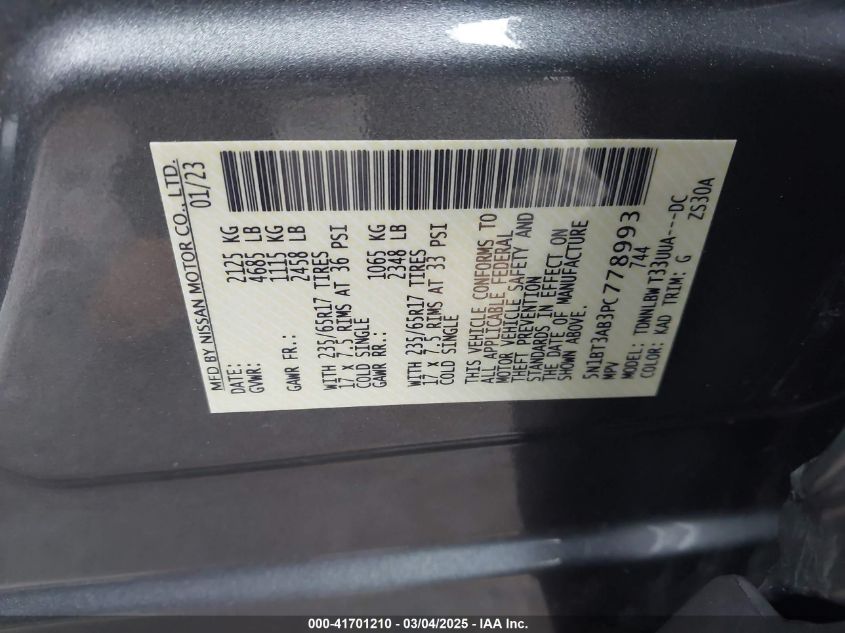 MFD BY NISSAN MOTOR CO., LTD.
DATE: 01/23
GVWR: 2125 KG
4685 LB
GAWR FR.: 1115 KG
2458 LB
WITH 235/65R17 TIRES
17 X 7.5 RIMS AT 36 PSI
COLD SINGLE
GAWR RR.: 1065 KG
2348 LB
WITH 235/65R17 TIRES
17 X 7.5 RIMS AT 33 PSI
COLD SINGLE
THIS VEHICLE CONFORMS TO
ALL APPLICABLE FEDERAL
MOTOR VEHICLE SAFETY AND
THEFT PREVENTION
STANDARDS IN EFFECT ON
THE DATE OF MANUFACTURE
SHOWN ABOVE.
5N1BT3AB3PC778993
MPV 744
MODEL: TDWNLBW T33UUA---DC
COLOR: KAD TRIM: G ZS30A
000-41701210 — 03/04/2025 - IAA Inc.